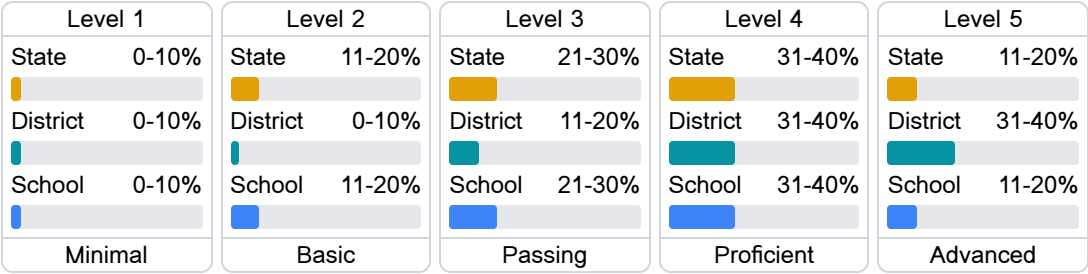 Level 1
State 0-10%
District 0-10%
School 0-10%
Minimal
Level 2
State 11-20%
District 0-10%
School 11-20%
Basic
Level 3
State 21-30%
District 11-20%
School 21-30%
Passing
Level 4
State 31-40%
District 31-40%
School 31-40%
Proficient
Level 5
State 11-20%
District 31-40%
School 11-20%
Advanced